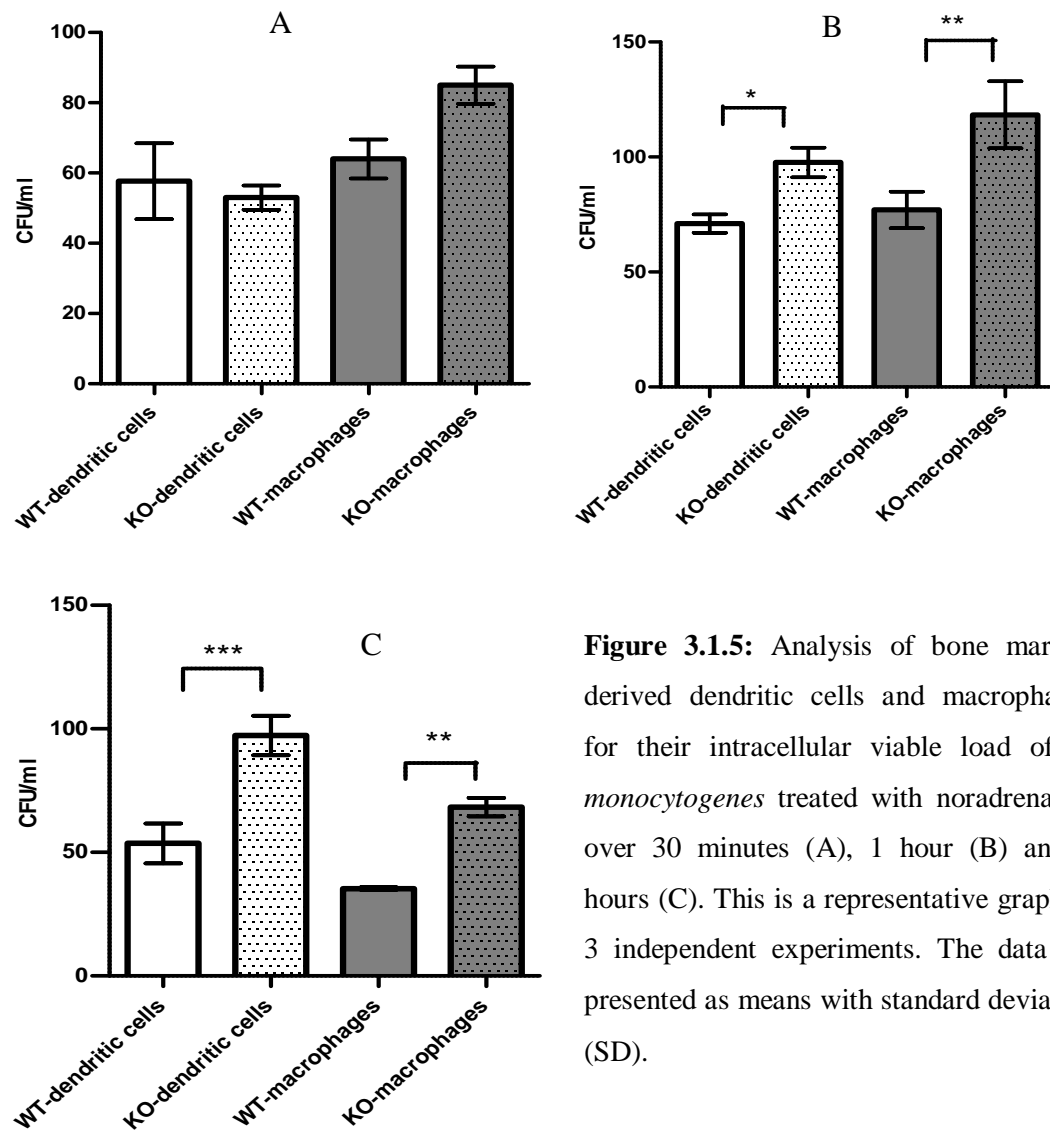 A
100
80
60
40
20
0
CFU/ml
WT-dendritic cells
KO-dendritic cells
WT-macrophages
KO-macrophages
B
**
*
150
100
50
0
CFU/ml
WT-dendritic cells
KO-dendritic cells
WT-macrophages
KO-macrophages
C
***
**
150
100
50
0
CFU/ml
WT-dendritic cells
KO-dendritic cells
WT-macrophages
KO-macrophages
Figure 3.1.5: Analysis of bone mar
derived dendritic cells and macropha
for their intracellular viable load of
monocytogenes treated with noradrena
over 30 minutes (A), 1 hour (B) an
hours (C). This is a representative grap
3 independent experiments. The data
presented as means with standard devia
(SD).